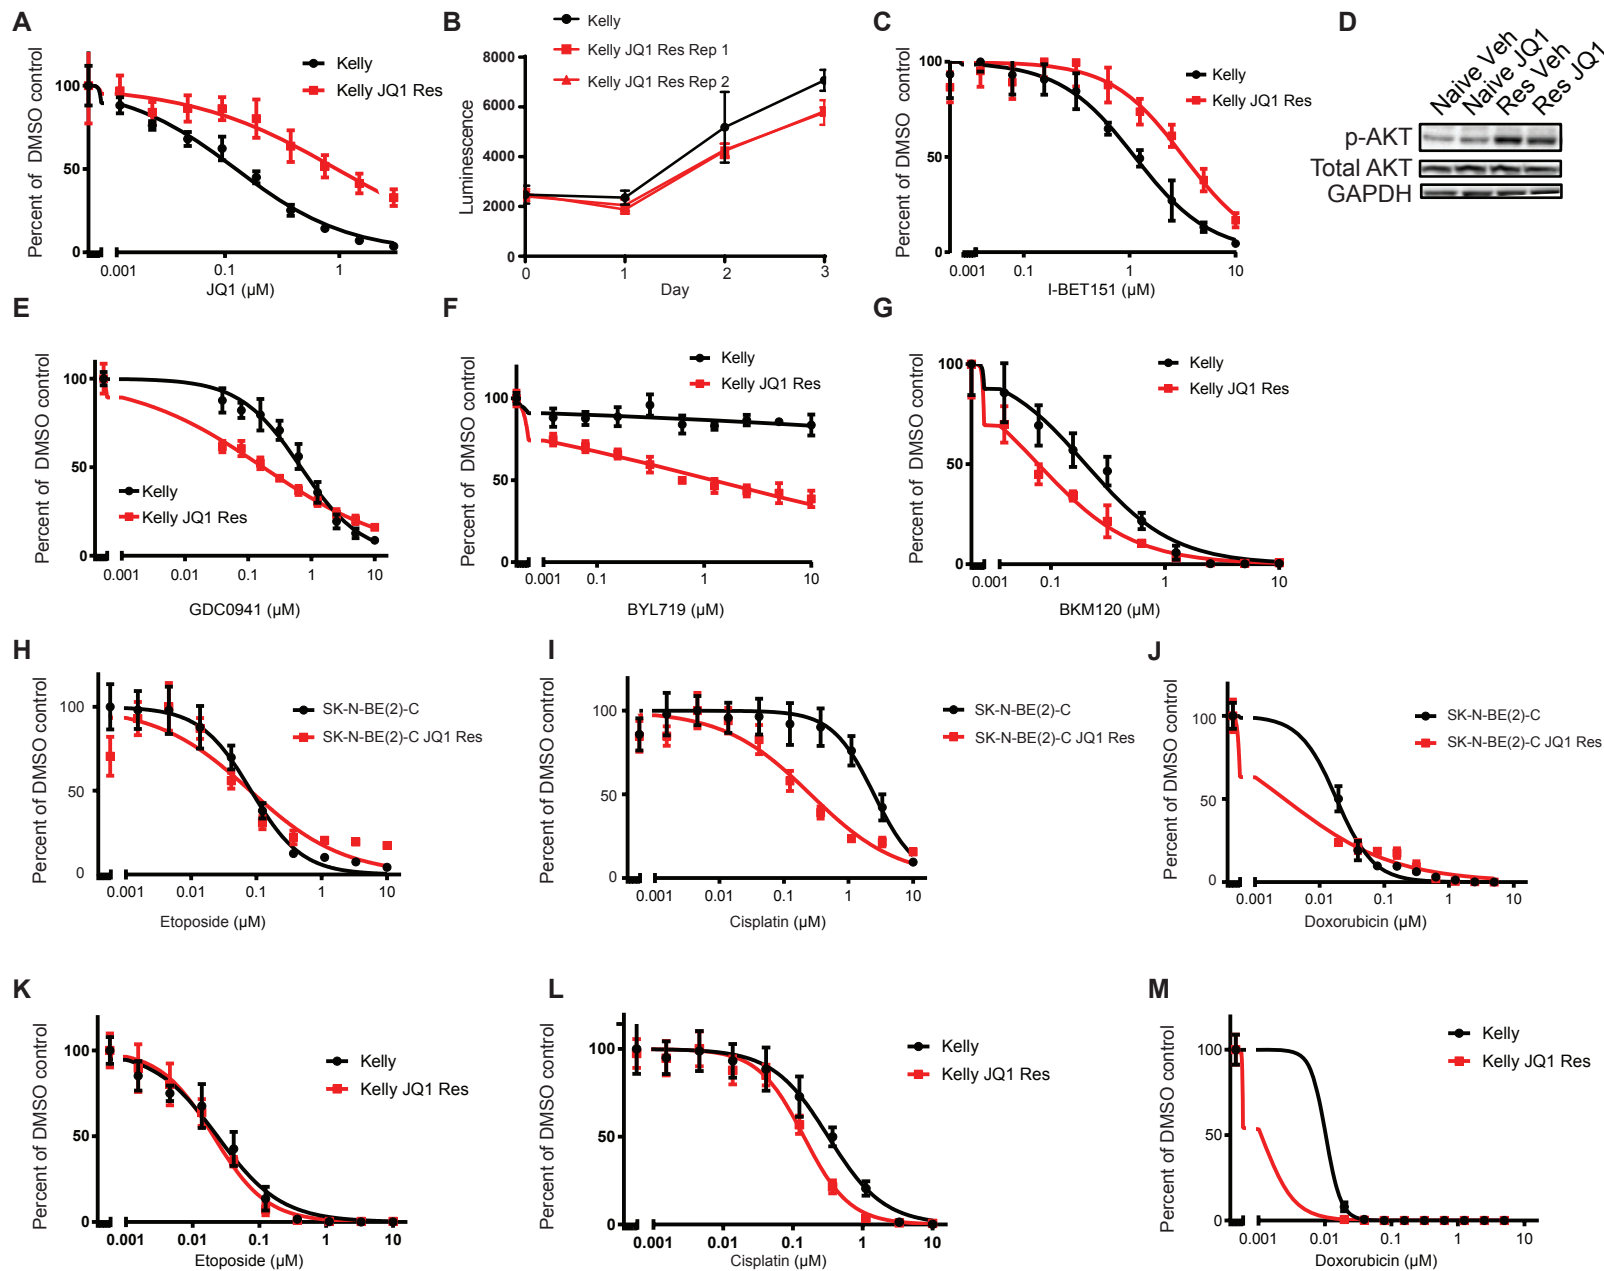 A
Percent of DMSO control
100
50
0
0.001
0.1
1
JQ1 (µM)
Kelly
Kelly JQ1 Res
B
Kelly
Kelly JQ1 Res Rep 1
Kelly JQ1 Res Rep 2
Luminescence
8000
6000
4000
2000
0
0
1
2
3
Day
C
Percent of DMSO control
100
50
0
0.001
0.1
1
10
I-BET151 (µM)
Kelly
Kelly JQ1 Res
D
Naive Veh
Naive JQ1
Res Veh
Res JQ1
p-AKT
Total AKT
GAPDH
E
Percent of DMSO control
100
50
0
0.001
0.01
0.1
1
10
GDC0941 (µM)
Kelly
Kelly JQ1 Res
F
Percent of DMSO control
100
50
0
0.001
0.1
1
10
BYL719 (µM)
Kelly
Kelly JQ1 Res
G
Percent of DMSO control
100
50
0
0.001
0.1
1
10
BKM120 (µM)
Kelly
Kelly JQ1 Res
H
Percent of DMSO control
100
50
0
0.001
0.01
0.1
1
10
Etoposide (µM)
SK-N-BE(2)-C
SK-N-BE(2)-C JQ1 Res
I
Percent of DMSO control
100
50
0
0.001
0.1
1
10
Cisplatin (µM)
SK-N-BE(2)-C
SK-N-BE(2)-C JQ1 Res
J
Percent of DMSO control
100
50
0
0.001
0.01
0.1
1
10
Doxorubicin (µM)
SK-N-BE(2)-C
SK-N-BE(2)-C JQ1 Res
K
Percent of DMSO control
100
50
0
0.001
0.01
0.1
1
10
Etoposide (µM)
Kelly
Kelly JQ1 Res
L
Percent of DMSO control
100
50
0
0.001
0.01
0.1
1
10
Cisplatin (µM)
Kelly
Kelly JQ1 Res
M
Percent of DMSO control
100
50
0
0.001
0.01
0.1
1
10
Doxorubicin (µM)
Kelly
Kelly JQ1 Res